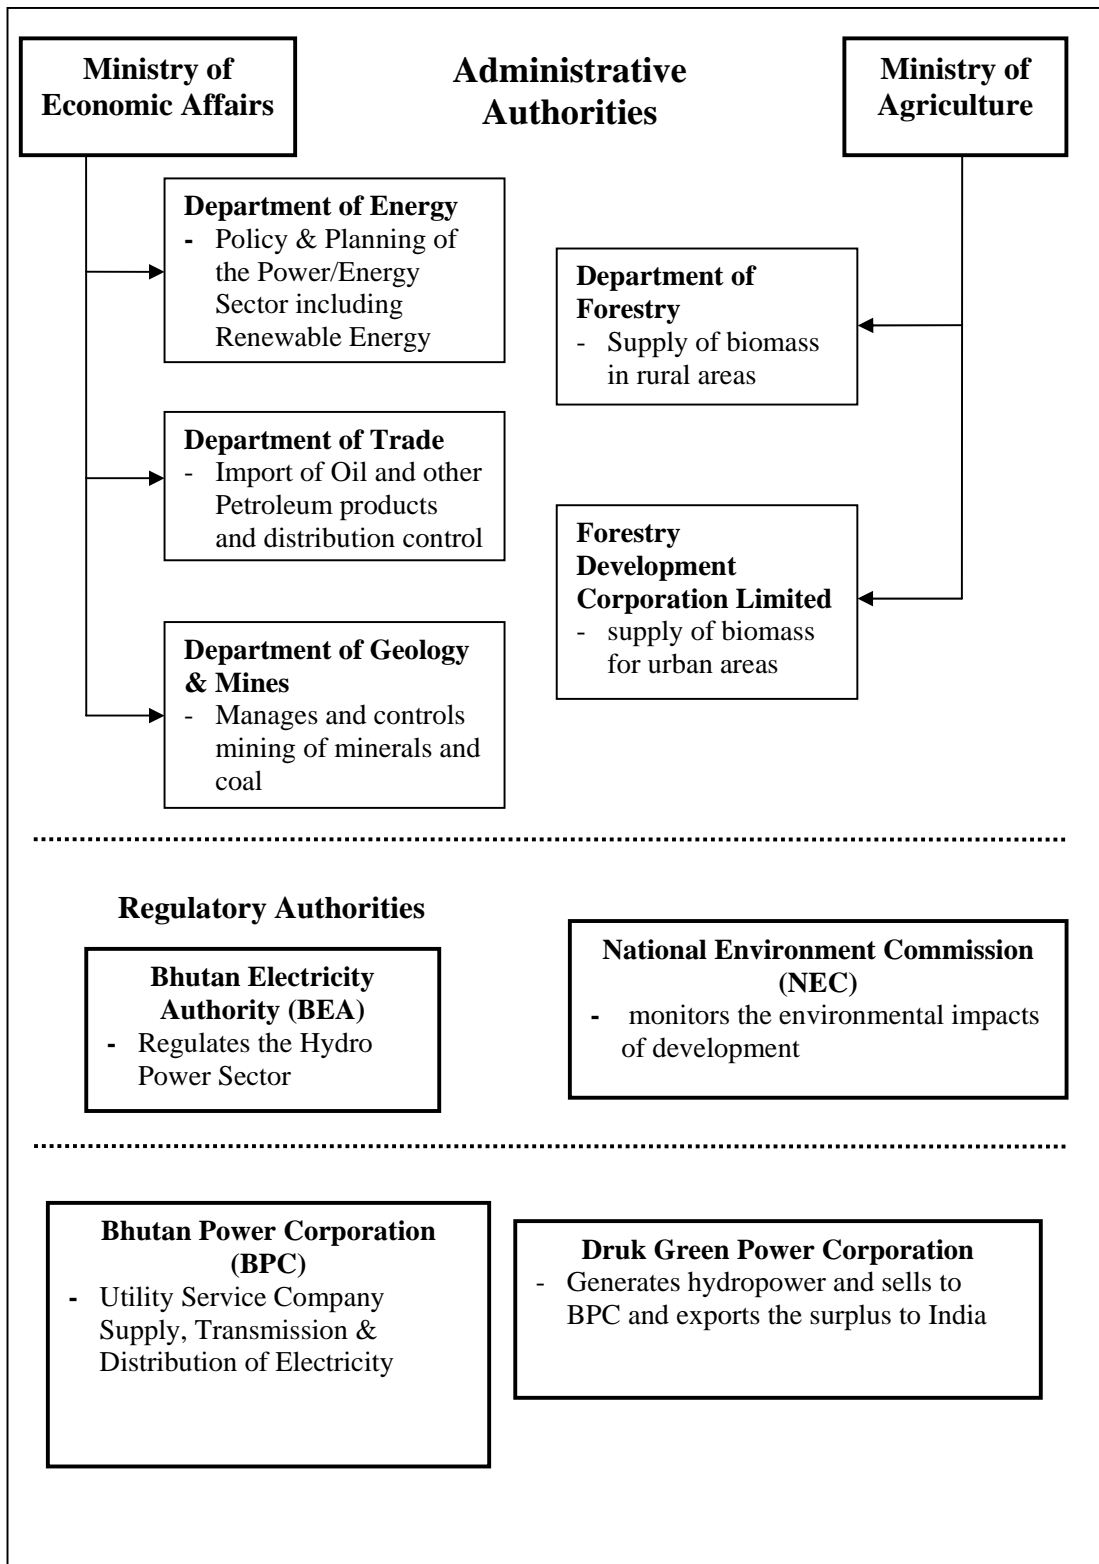 Ministry of
Economic Affairs
Administrative
Authorities
Ministry of
Agriculture
Department of Energy
- Policy & Planning of
the Power/Energy
Sector including
Renewable Energy
Department of
Forestry
- Supply of biomass
in rural areas
Department of Trade
- Import of Oil and other
Petroleum products
and distribution control
Forestry
Development
Corporation Limited
- supply of biomass
for urban areas
Department of Geology
& Mines
- Manages and controls
mining of minerals and
coal
Regulatory Authorities
Bhutan Electricity
Authority (BEA)
- Regulates the Hydro
Power Sector
National Environment Commission
(NEC)
- monitors the environmental impacts
of development
Bhutan Power Corporation
(BPC)
- Utility Service Company
Supply, Transmission &
Distribution of Electricity
Druk Green Power Corporation
- Generates hydropower and sells to
BPC and exports the surplus to India